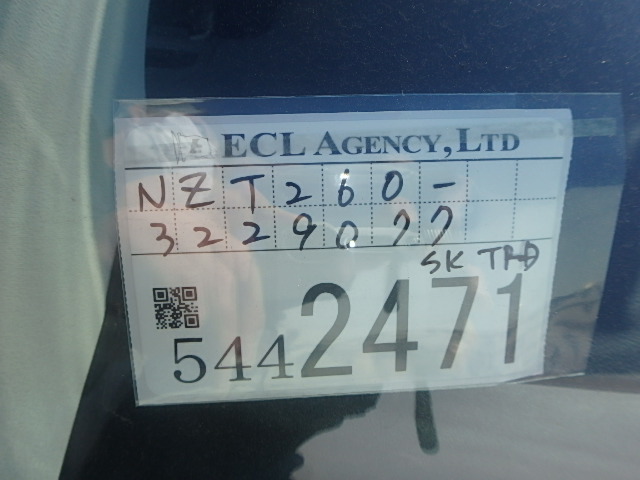 ECL AGENCY,LTD
NZT260-
3229077
SK TRD
5442471